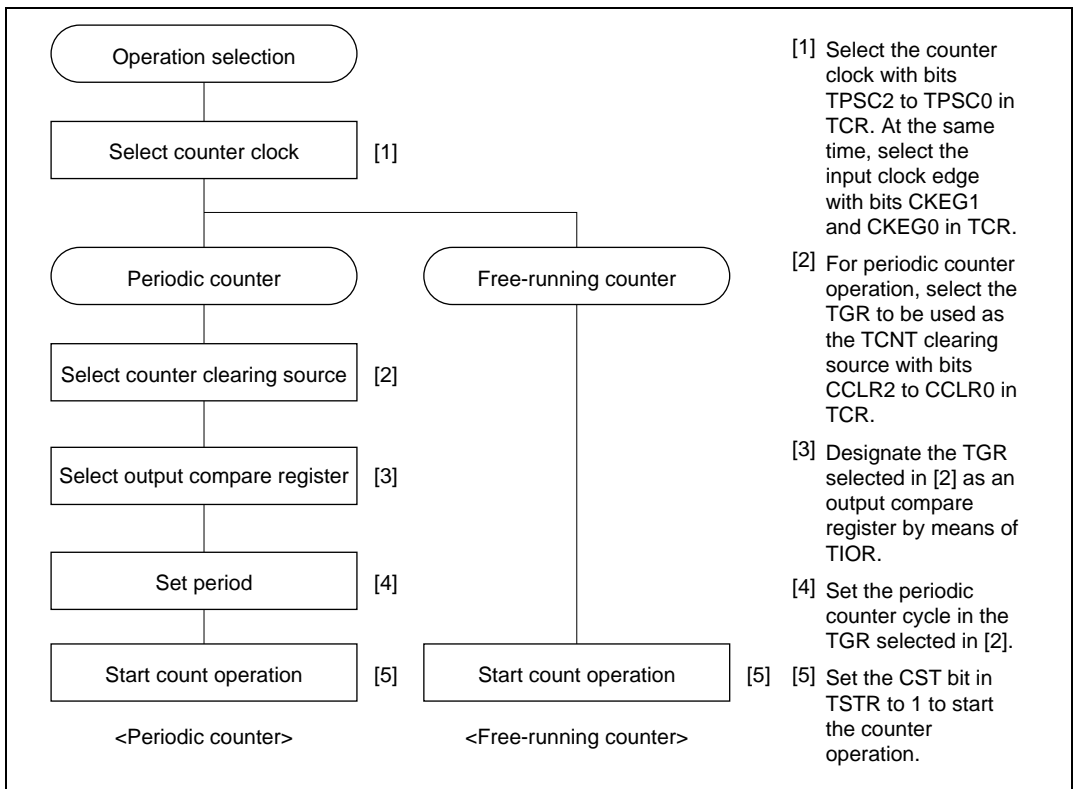 Operation selection
Select counter clock [1]
Periodic counter Free-running counter
Select counter clearing source [2]
Select output compare register [3]
Set period [4]
Start count operation [5] Start count operation [5]
<Periodic counter> <Free-running counter>
[1] Select the counter
clock with bits
TPSC2 to TPSC0 in
TCR. At the same
time, select the
input clock edge
with bits CKEG1
and CKEG0 in TCR.
[2] For periodic counter
operation, select the
TGR to be used as
the TCNT clearing
source with bits
CCLR2 to CCLR0 in
TCR.
[3] Designate the TGR
selected in [2] as an
output compare
register by means of
TIOR.
[4] Set the periodic
counter cycle in the
TGR selected in [2].
[5] Set the CST bit in
TSTR to 1 to start
the counter
operation.